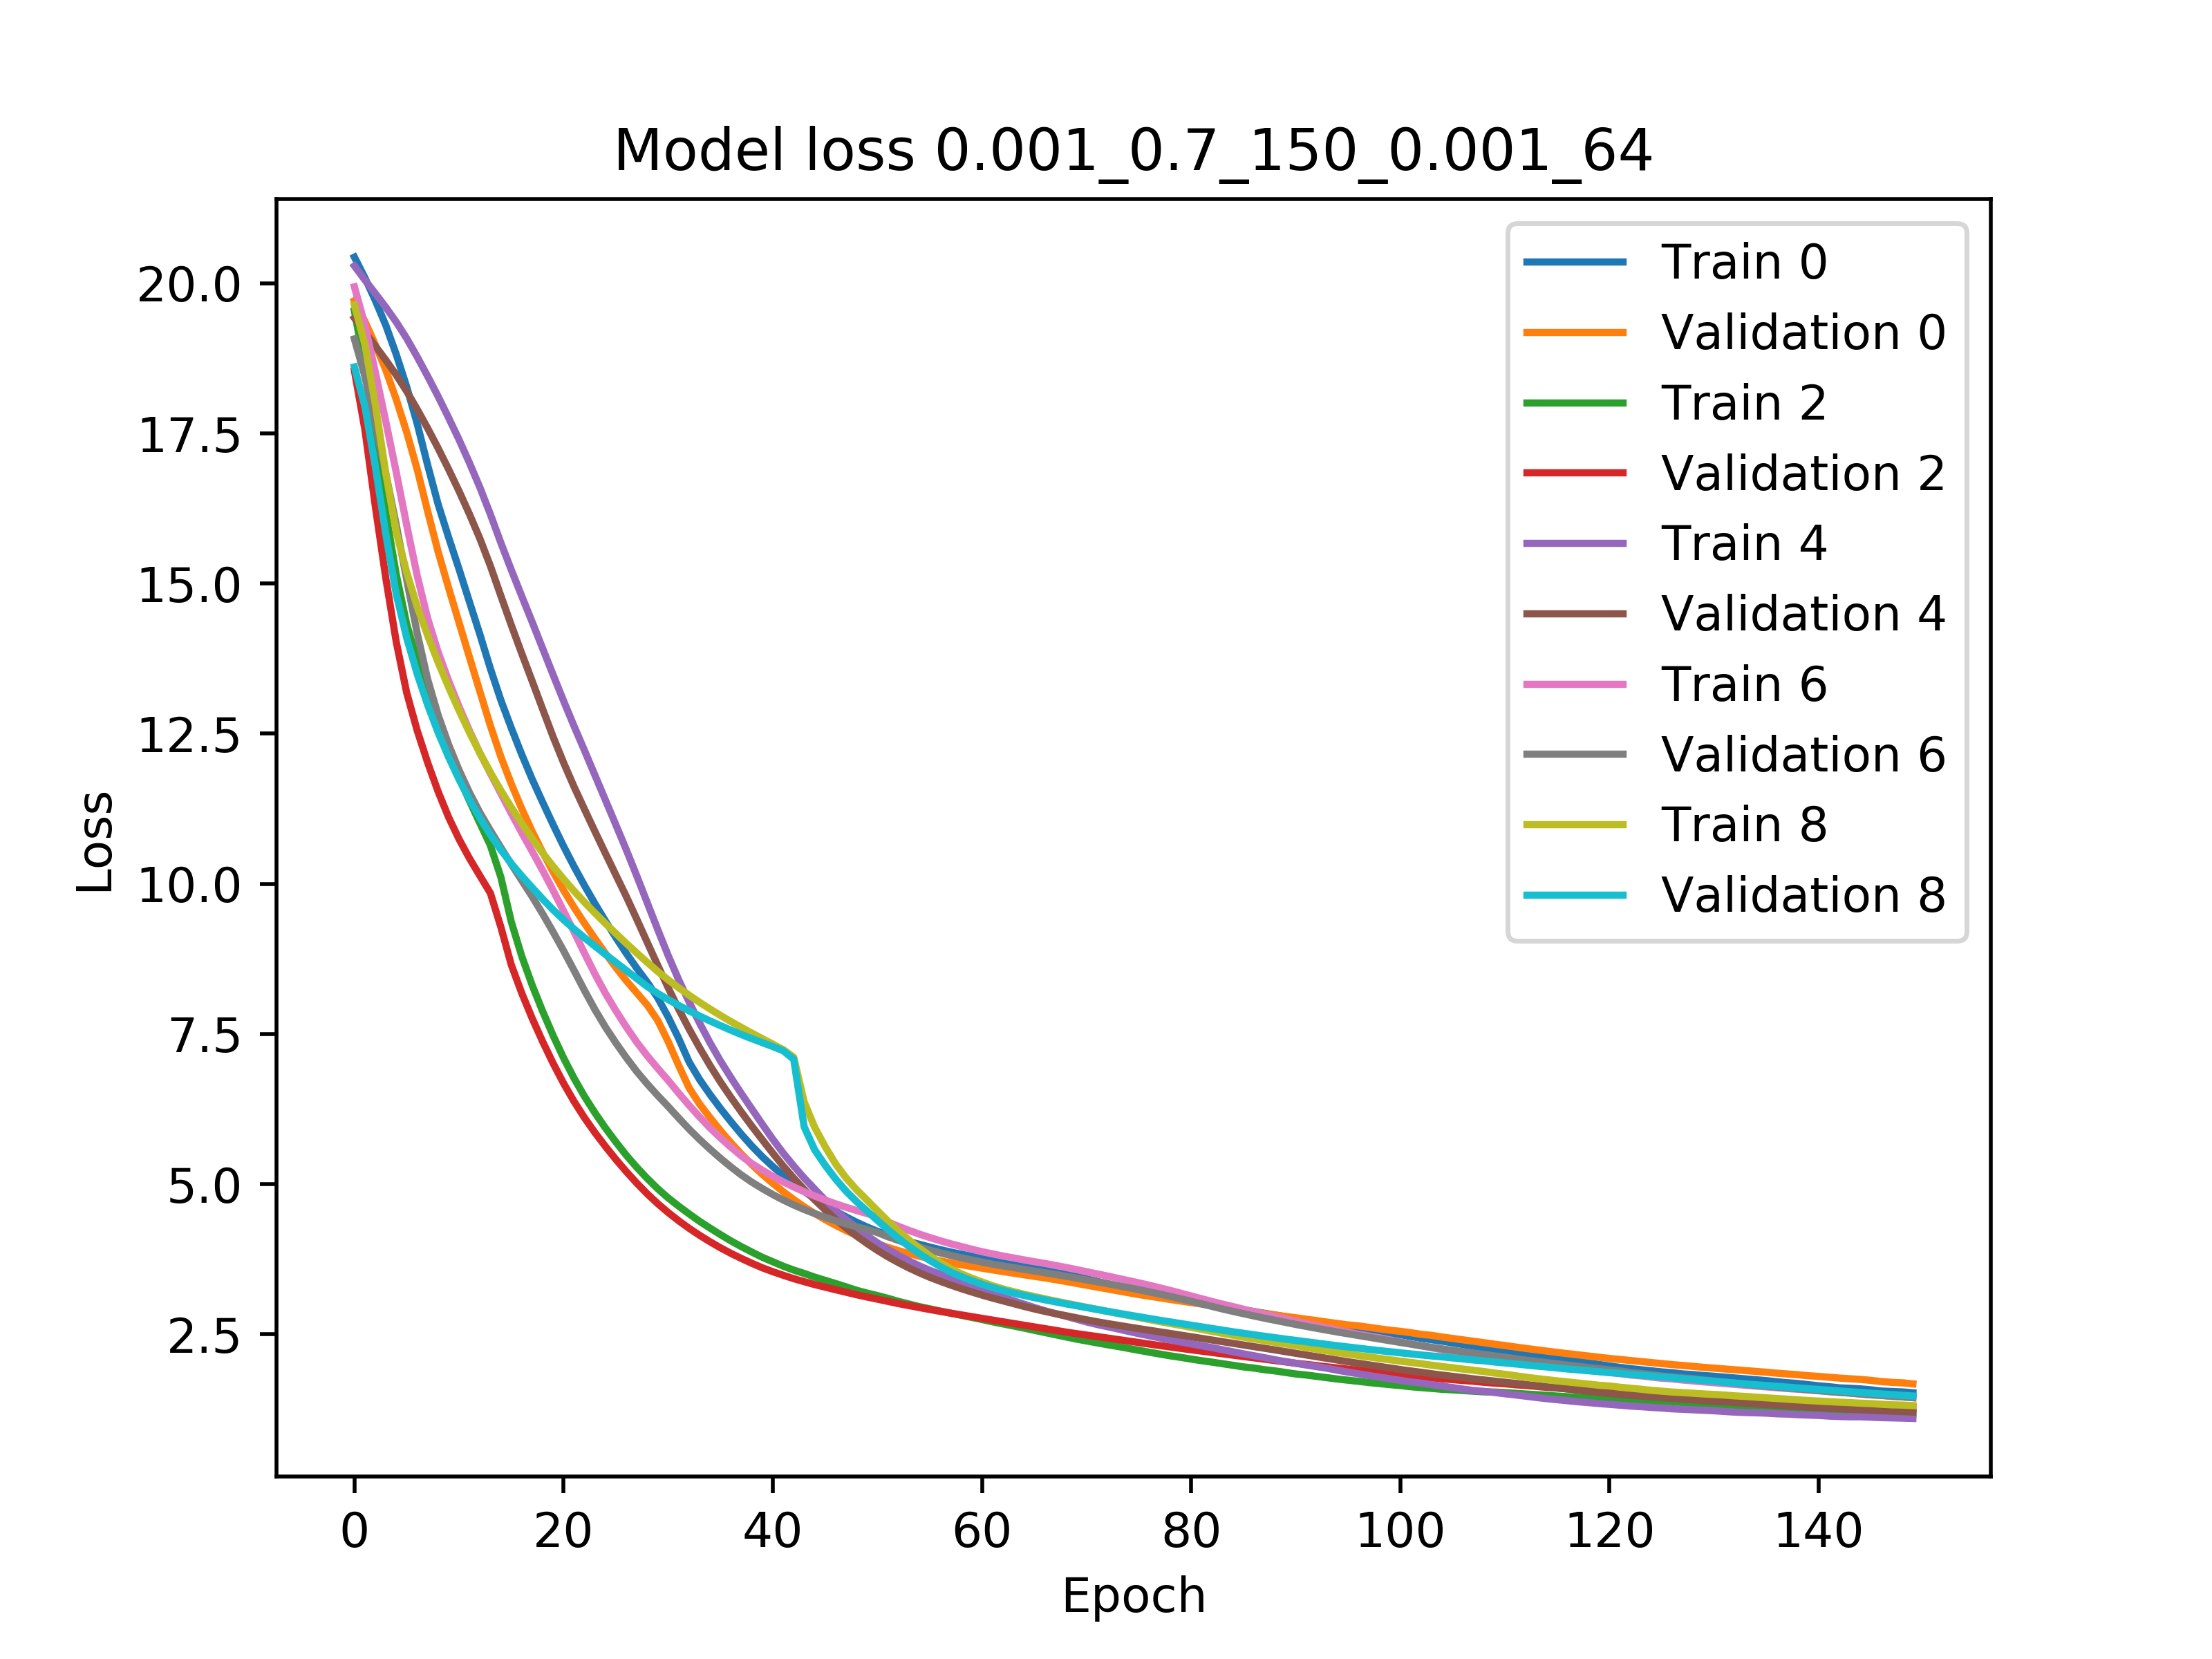 Model loss 0.001_0.7_150_0.001_64
Train 0
Validation 0
Train 2
Validation 2
Train 4
Validation 4
Train 6
Validation 6
Train 8
Validation 8
Loss
20.0
17.5
15.0
12.5
10.0
7.5
5.0
2.5
0 20 40 60 80 100 120 140
Epoch